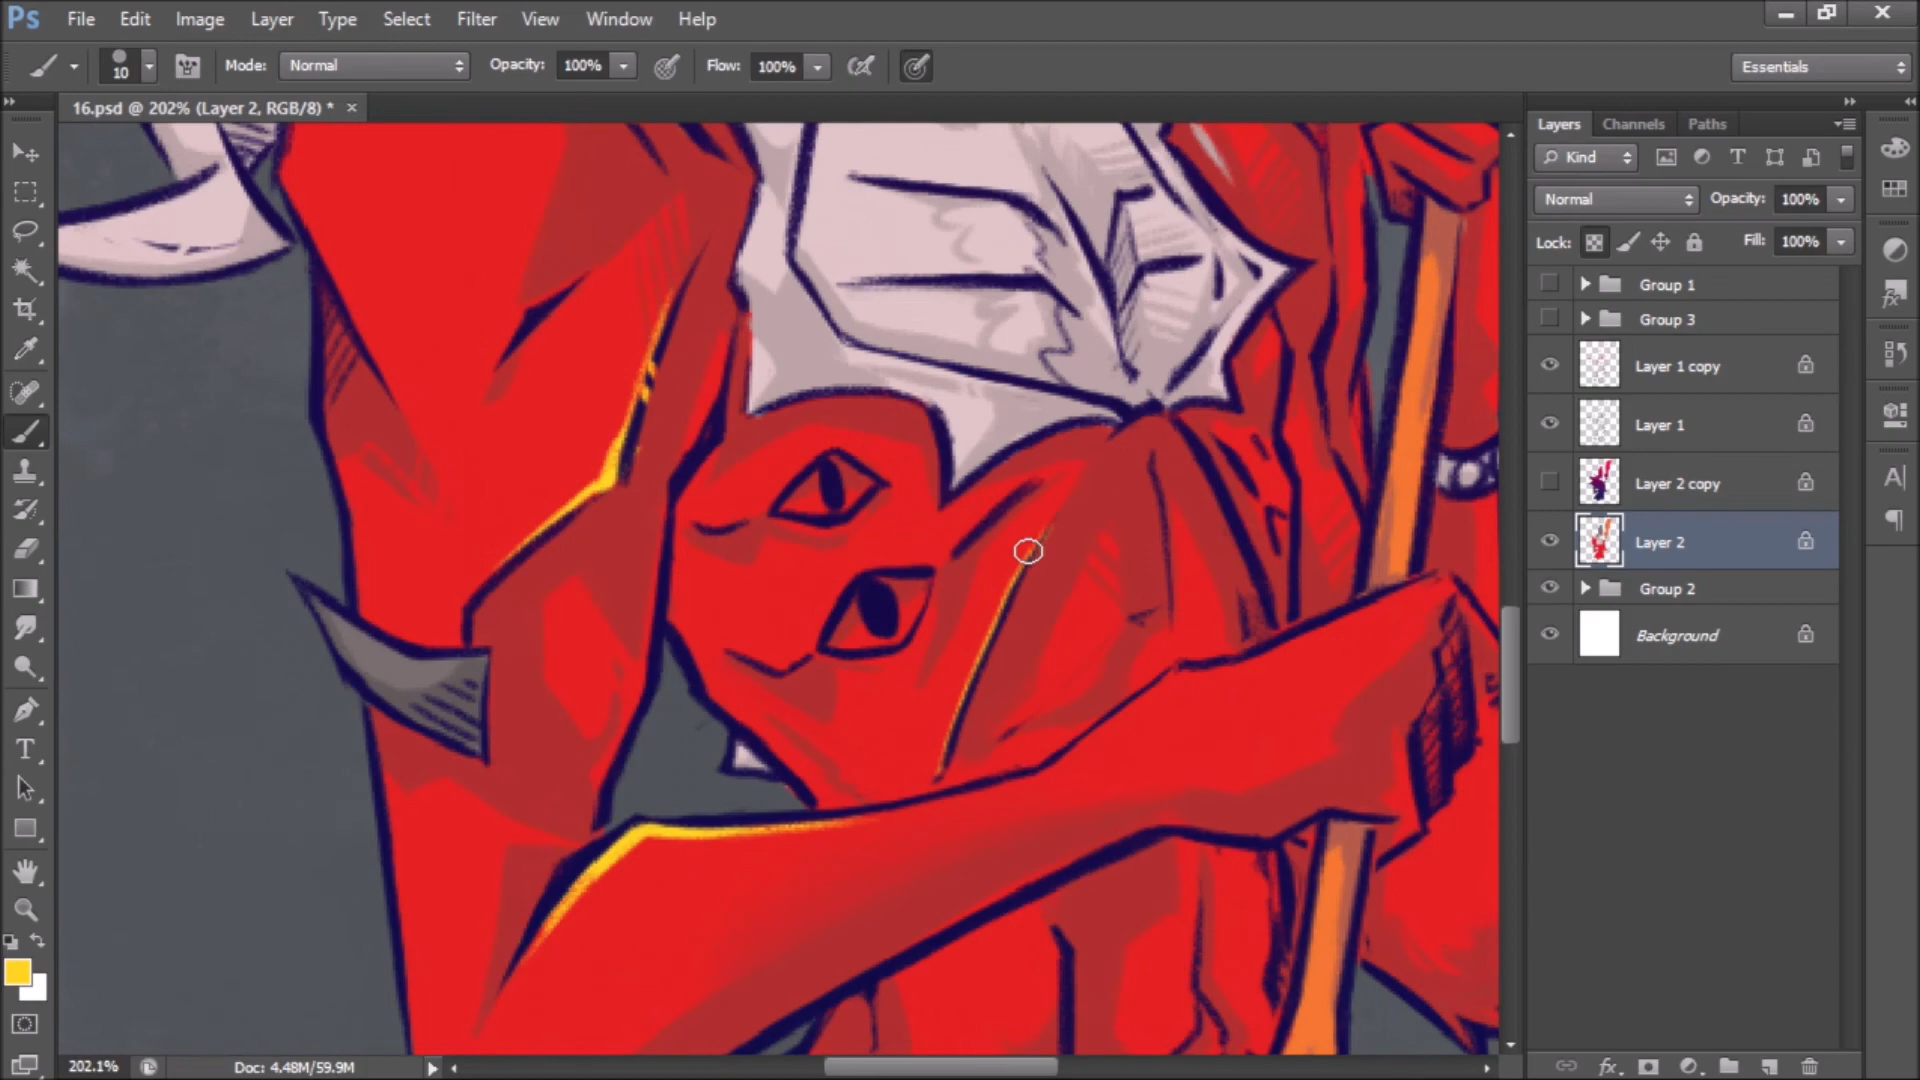 Ps File Edit Image Layer Type Select Filter View Window Help
10 Mode: Normal Opacity: 100% Flow: 100% Essentials
16.psd @ 202% (Layer 2, RGB/8) * ×
Layers Channels Paths
Kind T
Normal Opacity: 100%
Lock: Fill: 100%
Group 1
Group 3
Layer 1 copy
Layer 1
Layer 2 copy
Layer 2
Group 2
Background
202.1% Doc: 4.48M/59.9M